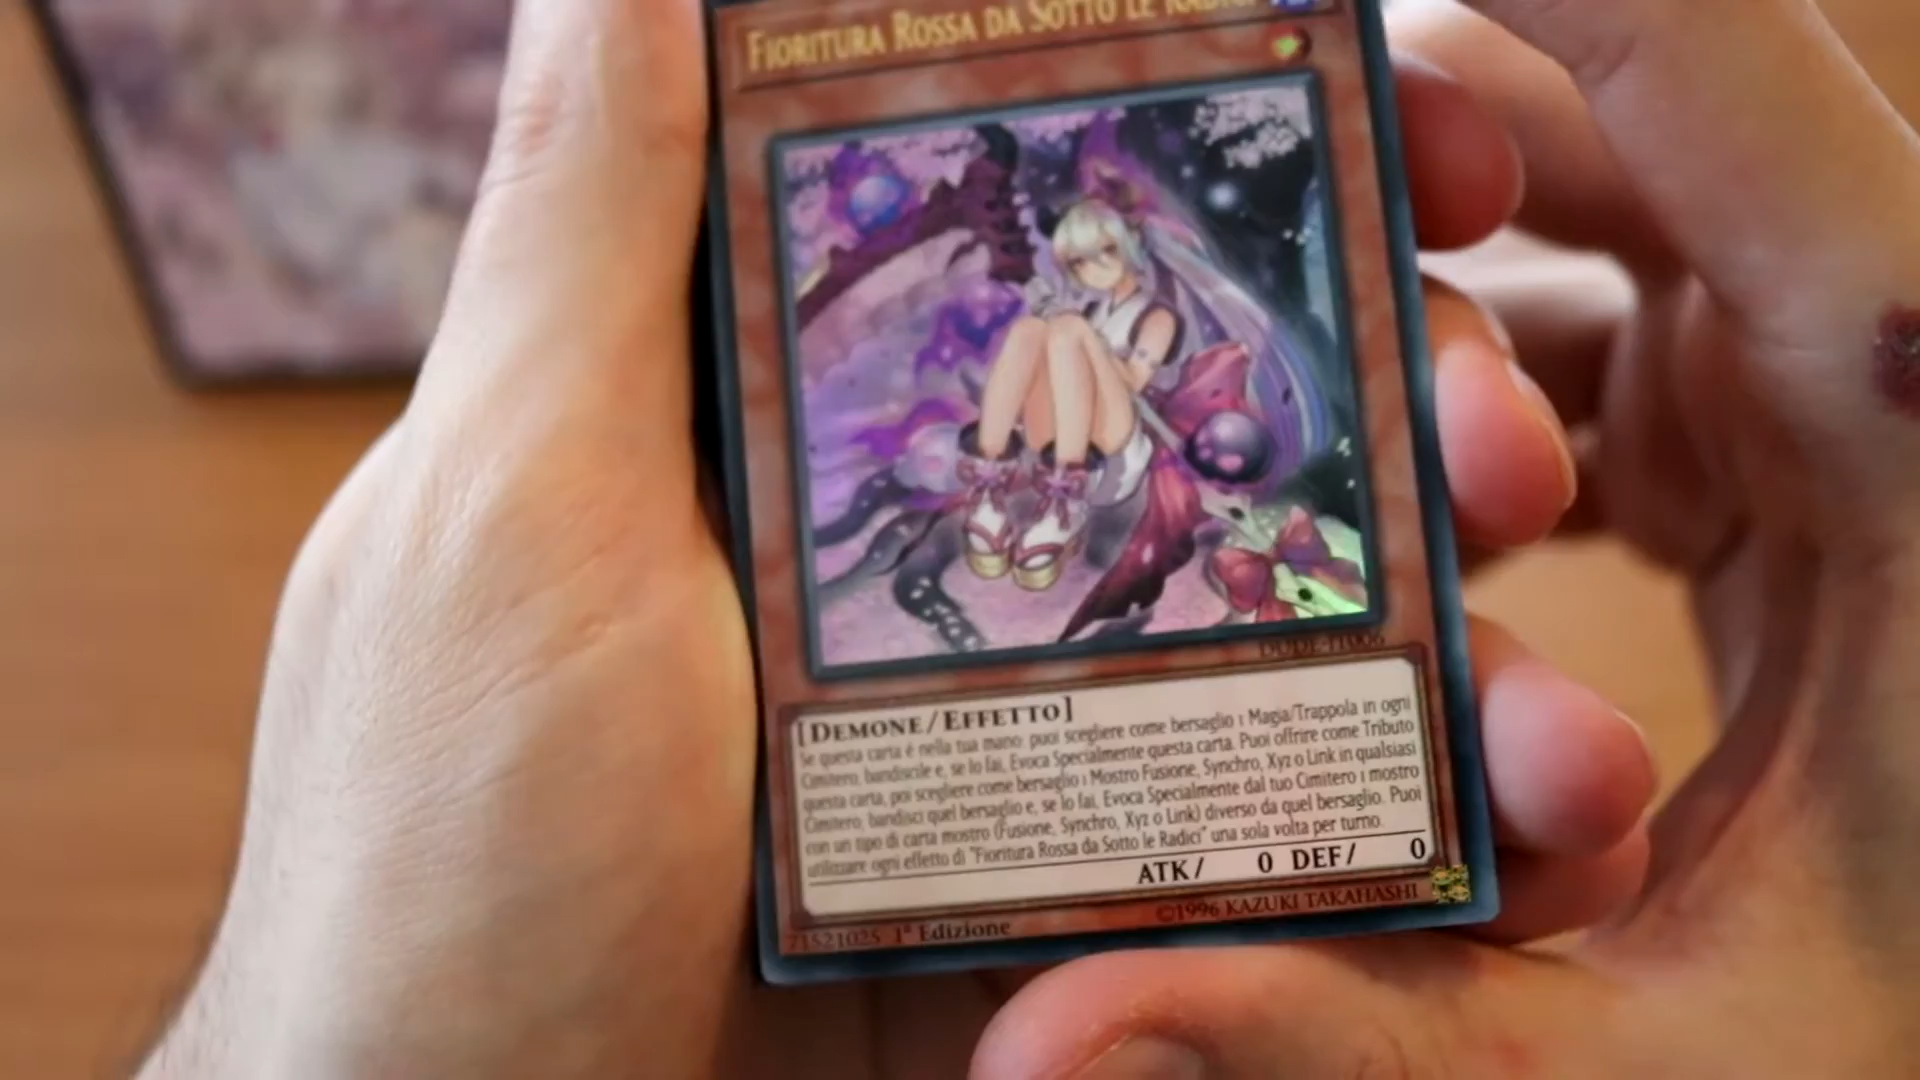 FIORITURA ROSSA DA SOTTO LE RADICI
DUDE-IT006
[DEMONE/EFFETTO]
Se questa carta è nella tua mano: puoi scegliere come bersaglio 1 Magia/Trappola in ogni
Cimitero, bandiscile e, se lo fai, Evoca Specialmente questa carta. Puoi offrire come Tributo
questa carta, poi scegliere come bersaglio 1 Mostro Fusione, Synchro, Xyz o Link in qualsiasi
Cimitero, bandisci quel bersaglio e, se lo fai, Evoca Specialmente dal tuo Cimitero 1 mostro
con un tipo di carta mostro (Fusione, Synchro, Xyz o Link) diverso da quel bersaglio. Puoi
utilizzare ogni effetto di "Fioritura Rossa da Sotto le Radici" una sola volta per turno.
ATK/ 0 DEF/ 0
71521025 1ª Edizione ©1996 KAZUKI TAKAHASHI